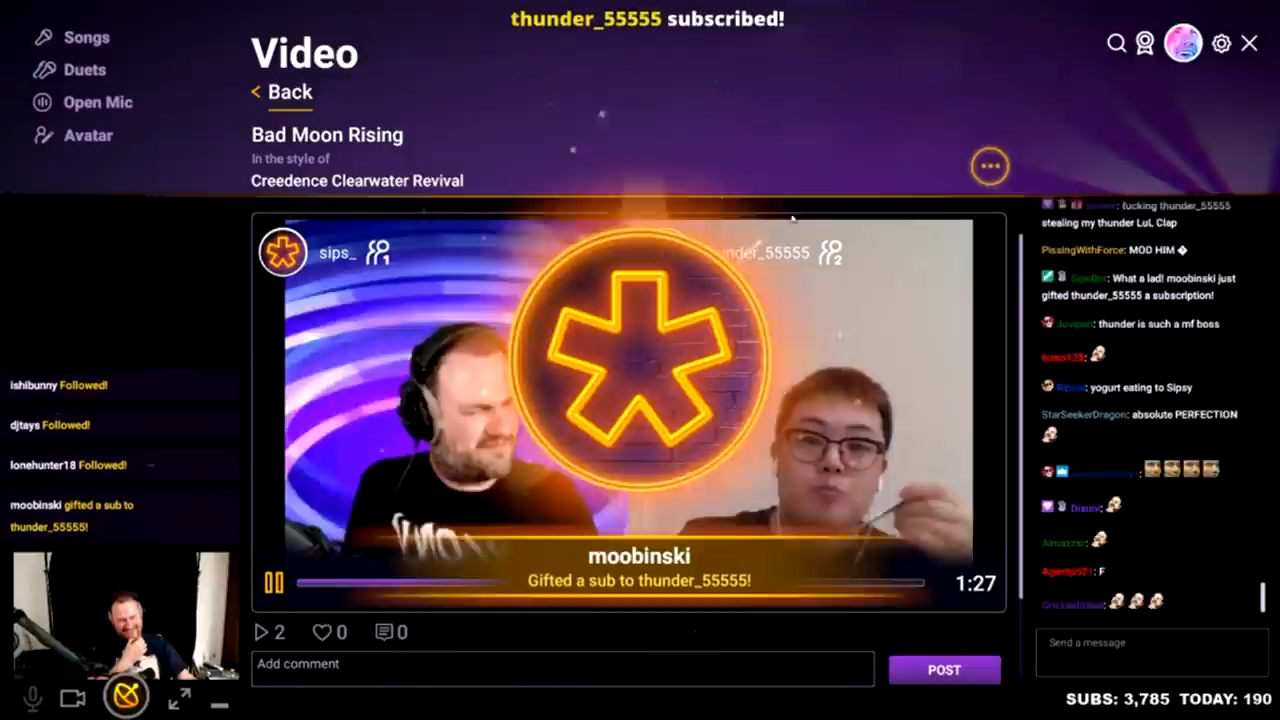 thunder_55555 subscribed!
Songs
Duets
Open Mic
Avatar
Video
< Back
Bad Moon Rising
In the style of
Creedence Clearwater Revival
sips_
1
nder_55555
2
moobinski
Gifted a sub to thunder_55555!
1:27
2
0
0
Add comment
POST
ishibunny Followed!
djtays Followed!
lonehunter18 Followed!
moobinski gifted a sub to
thunder_55555!
: fucking thunder_55555
stealing my thunder LuL Clap
PissingWithForce: MOD HIM �
What a lad! moobinski just
gifted thunder_55555 a subscription!
: thunder is such a mf boss
: yogurt eating to Sipsy
StarSeekerDragon: absolute PERFECTION
: F
Send a message
SUBS: 3,785 TODAY: 190